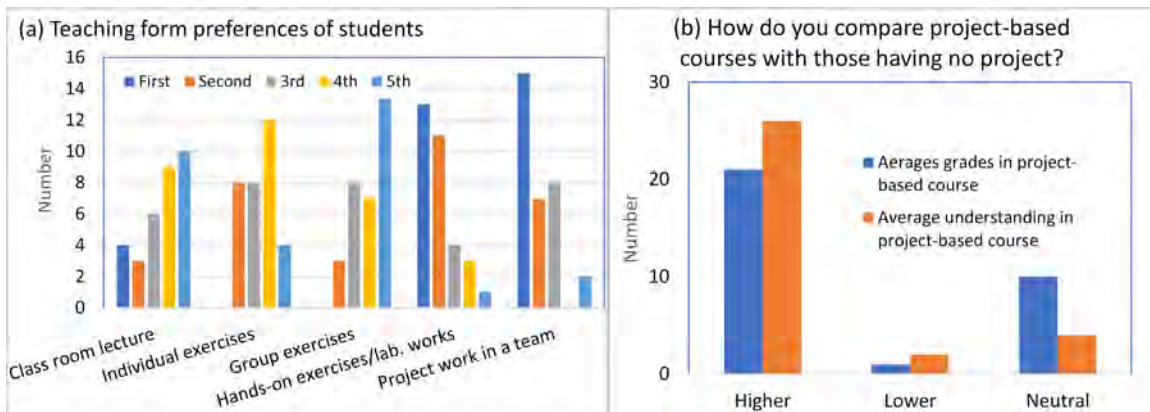 (a) Teaching form preferences of students
16
14
12
10
8
6
4
2
0
Number
First Second 3rd 4th 5th
Class room lecture
Individual exercises
Group exercises
Hands-on exercises/lab. works
Project work in a team
(b) How do you compare project-based
courses with those having no project?
30
20
10
0
Number
Aerages grades in project-
based course
Average understanding in
project-based course
Higher Lower Neutral